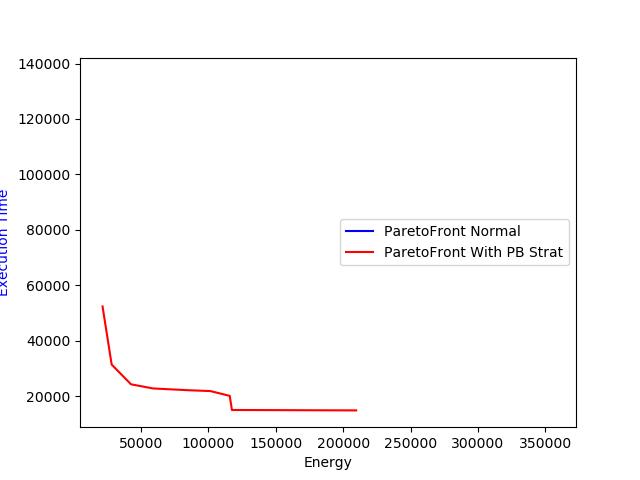 140000
120000
100000
80000
60000
40000
20000
Execution Time
ParetoFront Normal
ParetoFront With PB Strat
50000 100000 150000 200000 250000 300000 350000
Energy